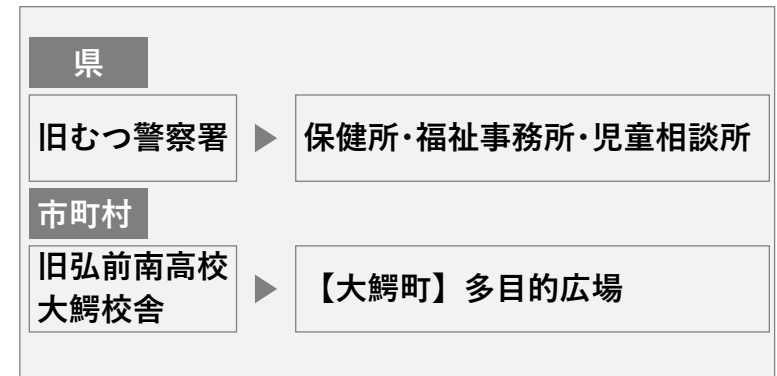 県
旧むつ警察署 ▶ 保健所･福祉事務所･児童相談所
市町村
旧弘前南高校
大鰐校舎
▶ 【大鰐町】多目的広場